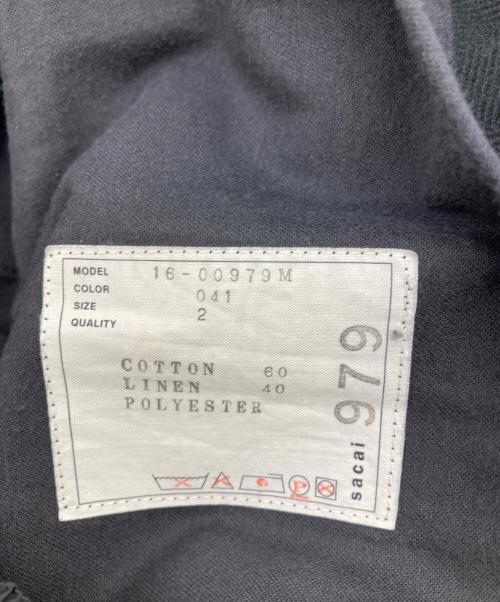 MODEL 16-00979M
COLOR 041
SIZE 2
QUALITY
COTTON 60
LINEN 40
POLYESTER
P
sacai 979